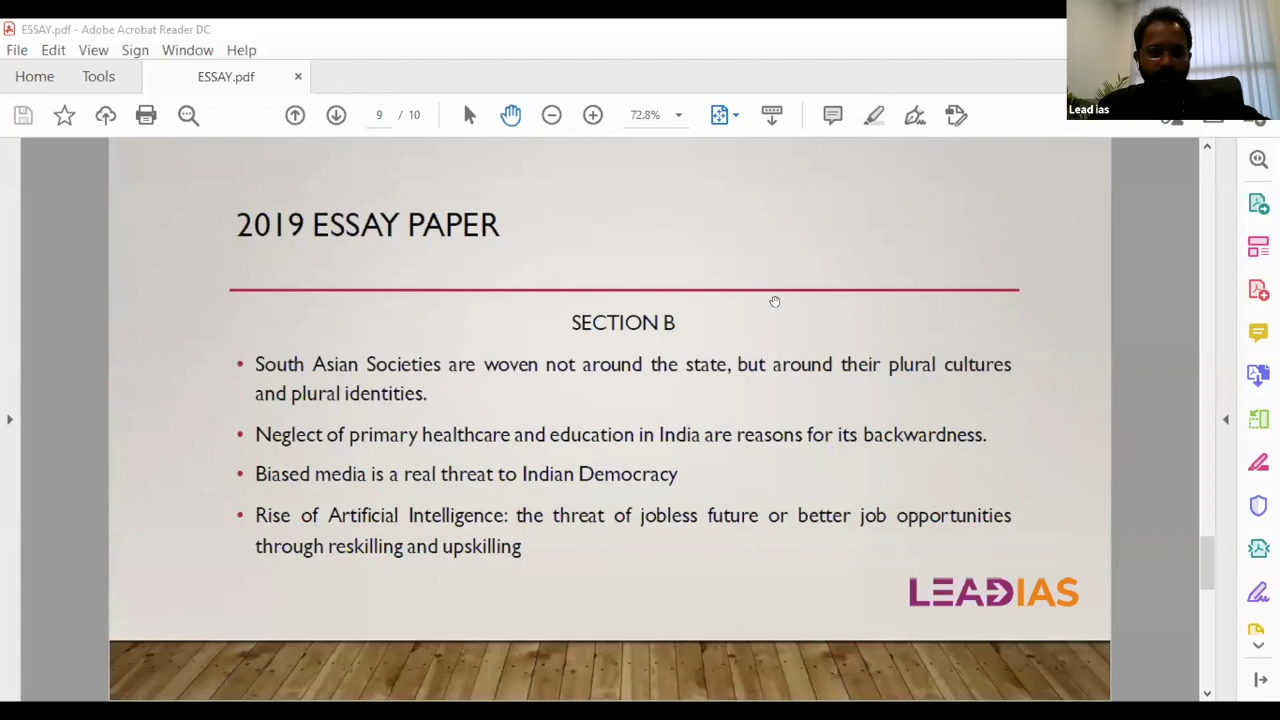 ESSAY.pdf - Adobe Acrobat Reader DC
File Edit View Sign Window Help
Home Tools ESSAY.pdf ×
9 / 10 72.8%
Lead ias
2019 ESSAY PAPER
SECTION B
• South Asian Societies are woven not around the state, but around their plural cultures
and plural identities.
• Neglect of primary healthcare and education in India are reasons for its backwardness.
• Biased media is a real threat to Indian Democracy
• Rise of Artificial Intelligence: the threat of jobless future or better job opportunities
through reskilling and upskilling
LEADIAS